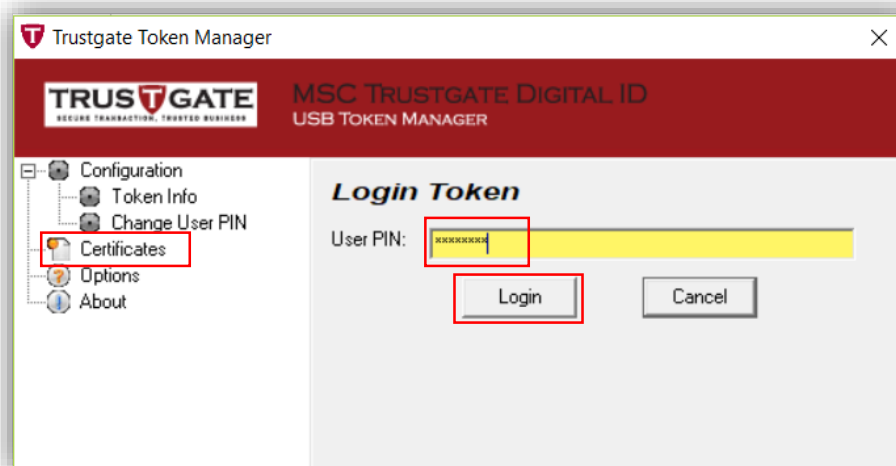 Trustgate Token Manager
TRUSTGATE
SECURE TRANSACTION, TRUSTED BUSINESS
MSC TRUSTGATE DIGITAL ID
USB TOKEN MANAGER
Configuration
Token Info
Change User PIN
Certificates
Options
About
Login Token
User PIN: ********
Login Cancel